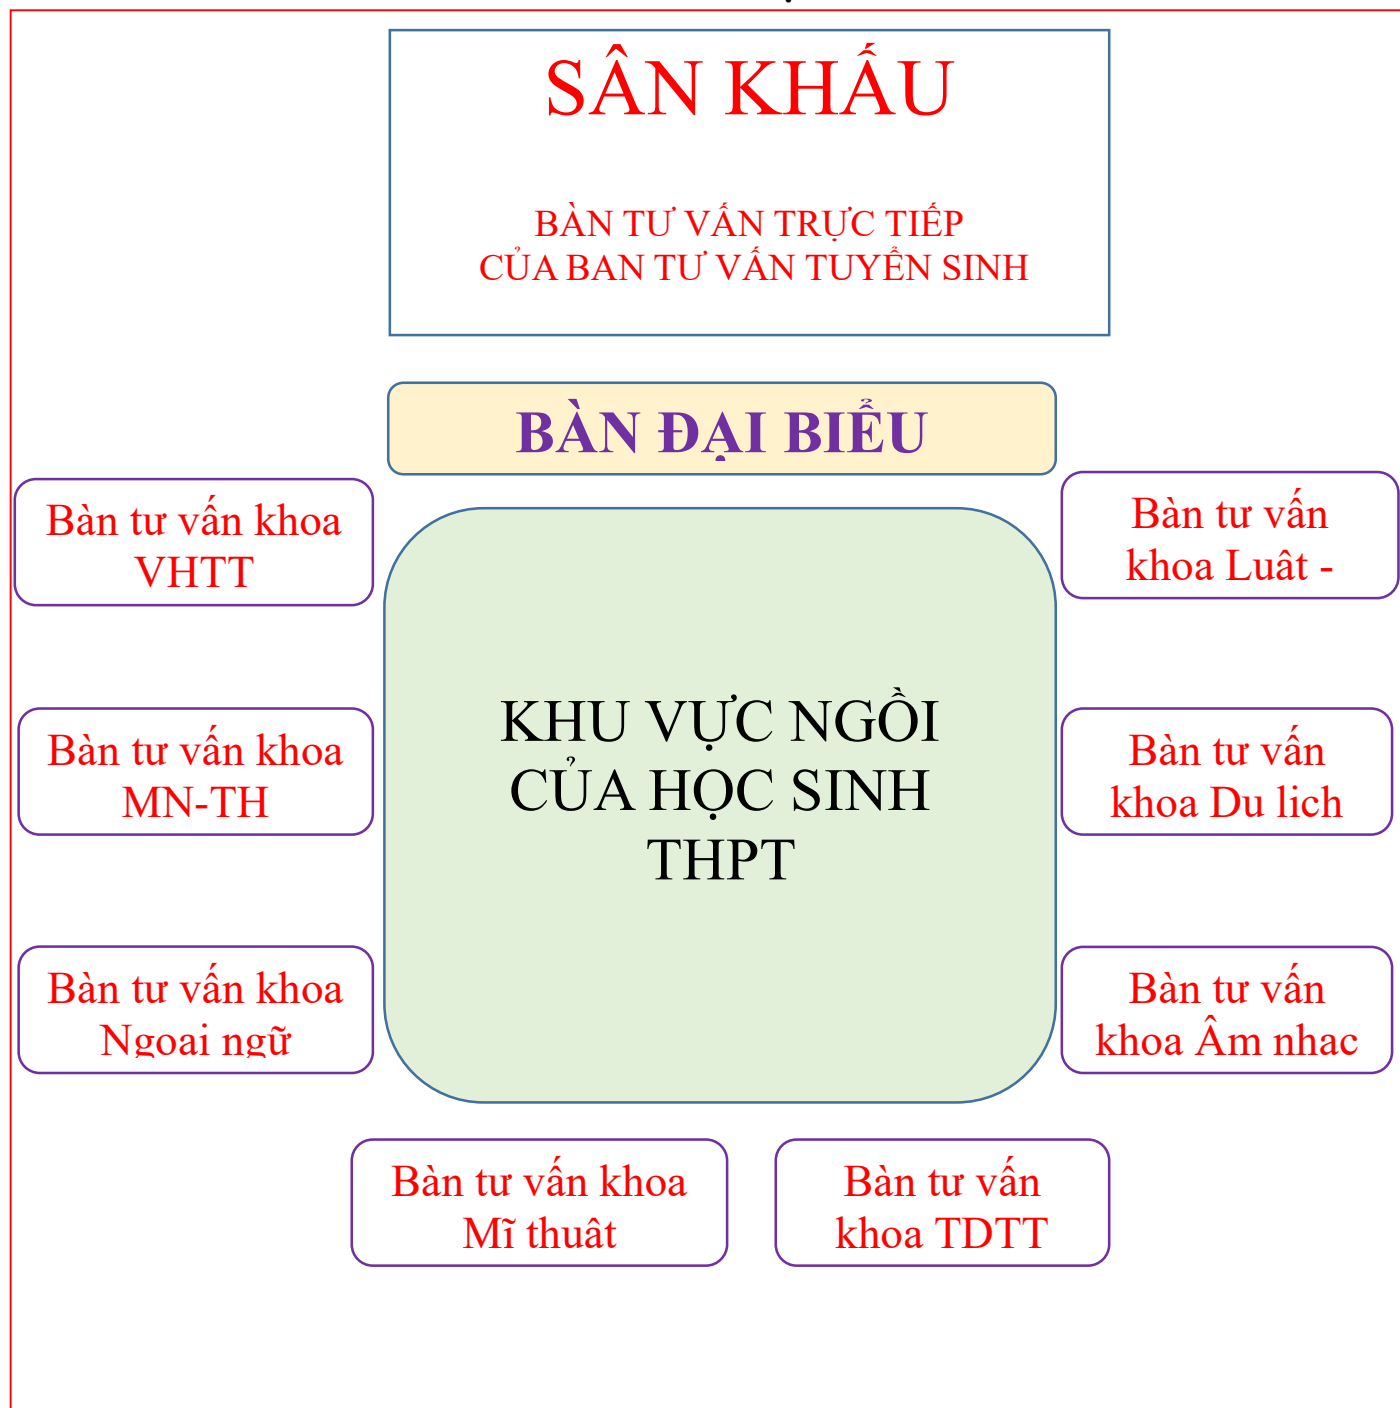 SÂN KHẤU
BÀN TƯ VẤN TRỰC TIẾP
CỦA BAN TƯ VẤN TUYỂN SINH
BÀN ĐẠI BIỂU
Bàn tư vấn khoa
VHTT
Bàn tư vấn
khoa Luât -
KHU VỰC NGỒI
CỦA HỌC SINH
THPT
Bàn tư vấn khoa
MN-TH
Bàn tư vấn
khoa Du lich
Bàn tư vấn khoa
Ngoai ngữ
Bàn tư vấn
khoa Âm nhac
Bàn tư vấn khoa
Mĩ thuât
Bàn tư vấn
khoa TDTT